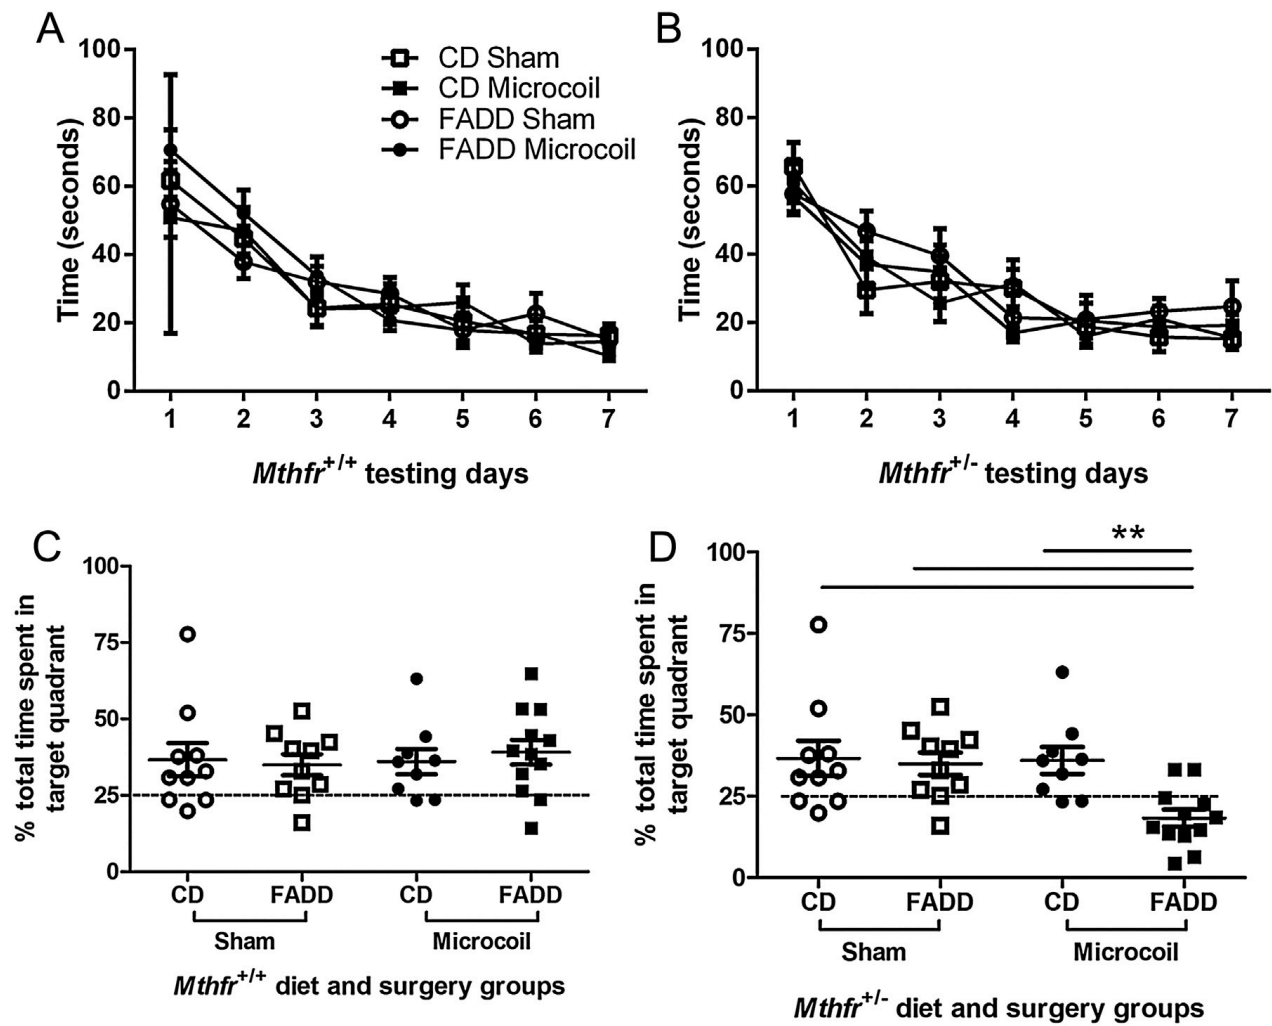 A
100
80
60
40
20
0
Time (seconds)
CD Sham
CD Microcoil
FADD Sham
FADD Microcoil
1 2 3 4 5 6 7
Mthfr+/+ testing days
B
100
80
60
40
20
0
Time (seconds)
1 2 3 4 5 6 7
Mthfr+/- testing days
C
100
75
50
25
0
% total time spent in
target quadrant
CD FADD CD FADD
Sham Microcoil
Mthfr+/+ diet and surgery groups
D
**
100
75
50
25
0
% total time spent in
target quadrant
CD FADD CD FADD
Sham Microcoil
Mthfr+/- diet and surgery groups